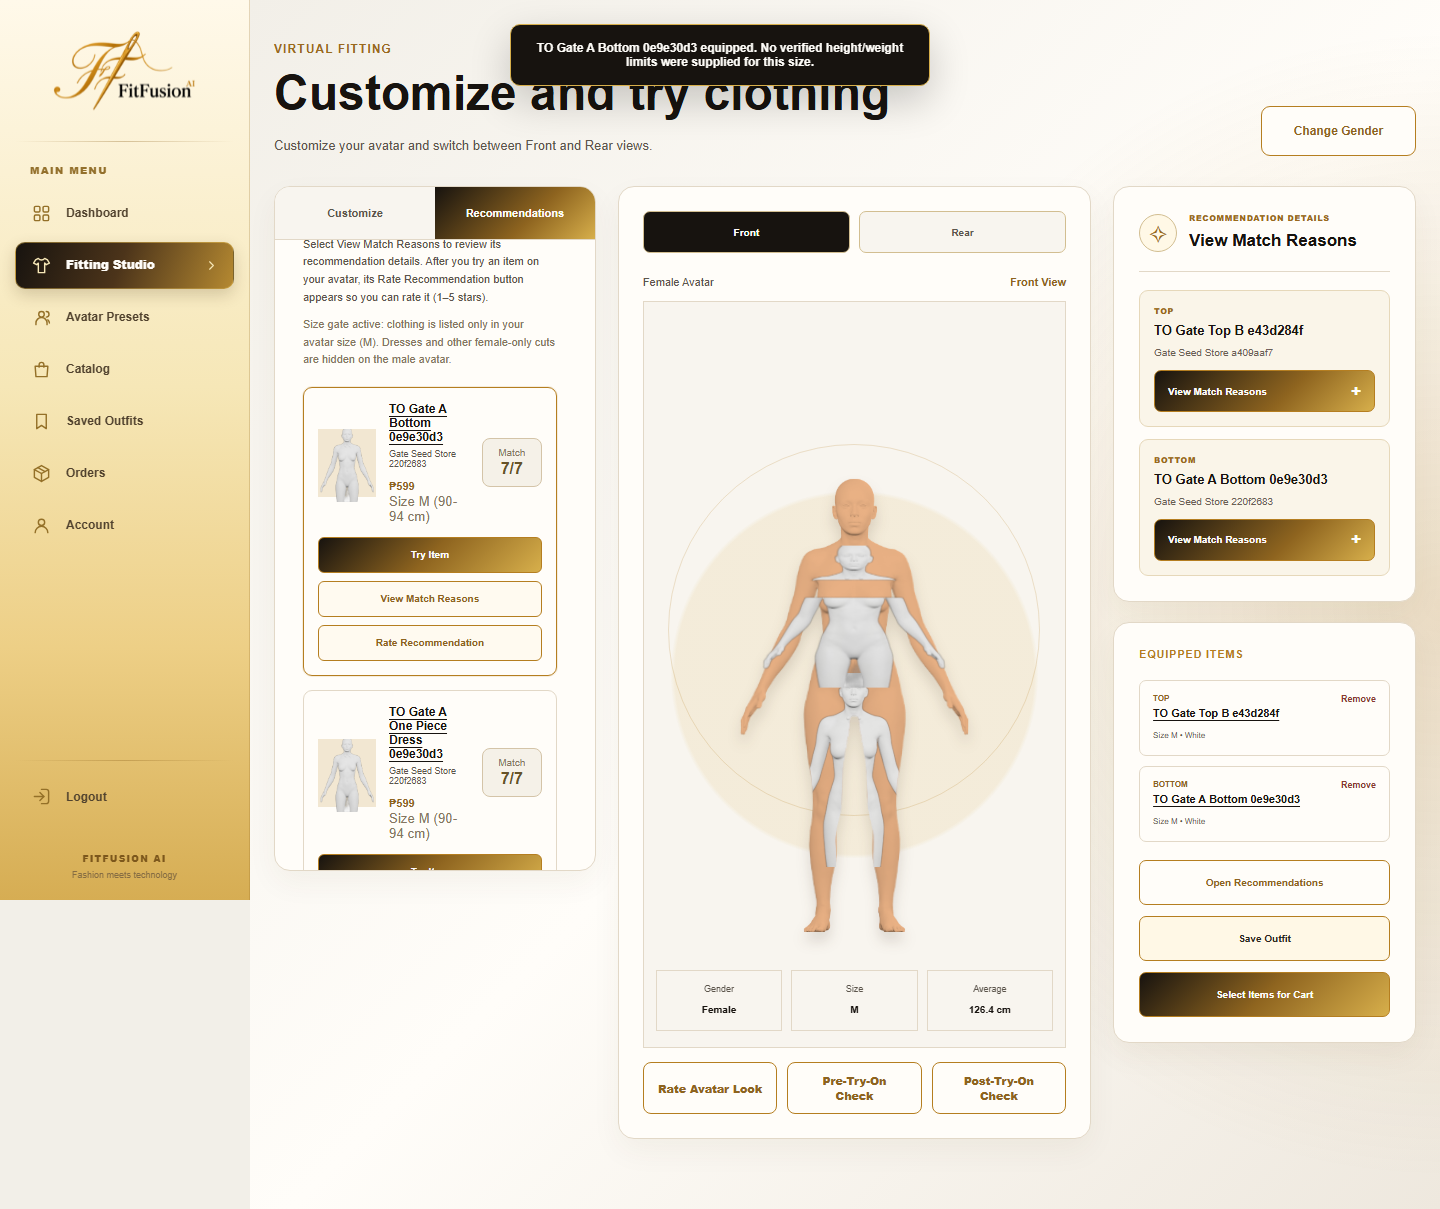 FitFusion AI
MAIN MENU
Dashboard
Fitting Studio
Avatar Presets
Catalog
Saved Outfits
Orders
Account
Logout
FITFUSION AI
Fashion meets technology
VIRTUAL FITTING
TO Gate A Bottom 0e9e30d3 equipped. No verified height/weight
limits were supplied for this size.
Customize and try clothing
Customize your avatar and switch between Front and Rear views.
Change Gender
Customize
Recommendations
Select View Match Reasons to review its
recommendation details. After you try an item on
your avatar, its Rate Recommendation button
appears so you can rate it (1–5 stars).
Size gate active: clothing is listed only in your
avatar size (M). Dresses and other female-only cuts
are hidden on the male avatar.
TO Gate A
Bottom
0e9e30d3
Gate Seed Store
220f2683
₱599
Size M (90-
94 cm)
Match
7/7
Try Item
View Match Reasons
Rate Recommendation
TO Gate A
One Piece
Dress
0e9e30d3
Gate Seed Store
220f2683
₱599
Size M (90-
94 cm)
Match
7/7
Front
Rear
Female Avatar
Front View
Gender
Female
Size
M
Average
126.4 cm
Rate Avatar Look
Pre-Try-On
Check
Post-Try-On
Check
RECOMMENDATION DETAILS
View Match Reasons
TOP
TO Gate Top B e43d284f
Gate Seed Store a409aaf7
View Match Reasons +
BOTTOM
TO Gate A Bottom 0e9e30d3
Gate Seed Store 220f2683
View Match Reasons +
EQUIPPED ITEMS
TOP
Remove
TO Gate Top B e43d284f
Size M • White
BOTTOM
Remove
TO Gate A Bottom 0e9e30d3
Size M • White
Open Recommendations
Save Outfit
Select Items for Cart